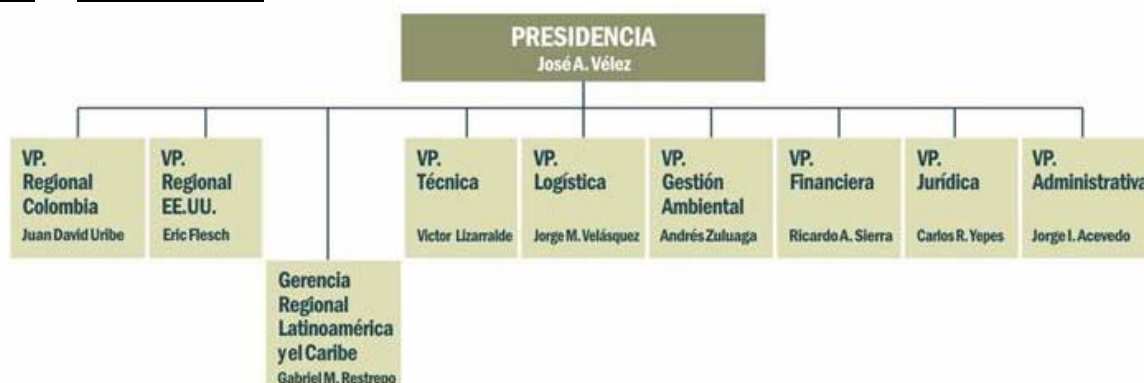 PRESIDENCIA
José A. Vélez
VP.
Regional
Colombia
Juan David Uribe
VP.
Regional
EE.UU.
Eric Flesch
Gerencia
Regional
Latinoamérica
y el Caribe
Gabriel M. Restrepo
VP.
Técnica
Victor Lizarralde
VP.
Logística
Jorge M. Velásquez
VP.
Gestión
Ambiental
Andrés Zuluaga
VP.
Financiera
Ricardo A. Sierra
VP.
Jurídica
Carlos R. Yepes
VP.
Administrativa
Jorge I. Acevedo